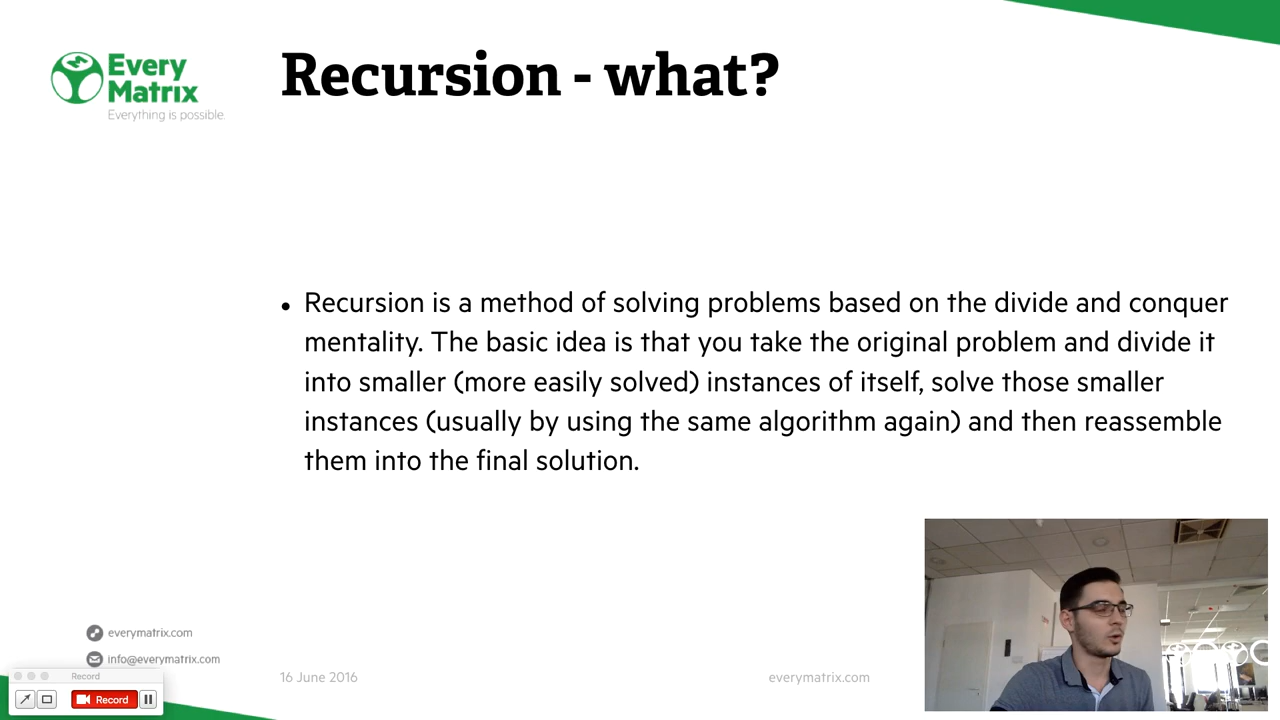 Every
Matrix
Everything is possible.
Recursion - what?
• Recursion is a method of solving problems based on the divide and conquer
mentality. The basic idea is that you take the original problem and divide it
into smaller (more easily solved) instances of itself, solve those smaller
instances (usually by using the same algorithm again) and then reassemble
them into the final solution.
everymatrix.com
info@everymatrix.com
Record
Record
16 June 2016
everymatrix.com